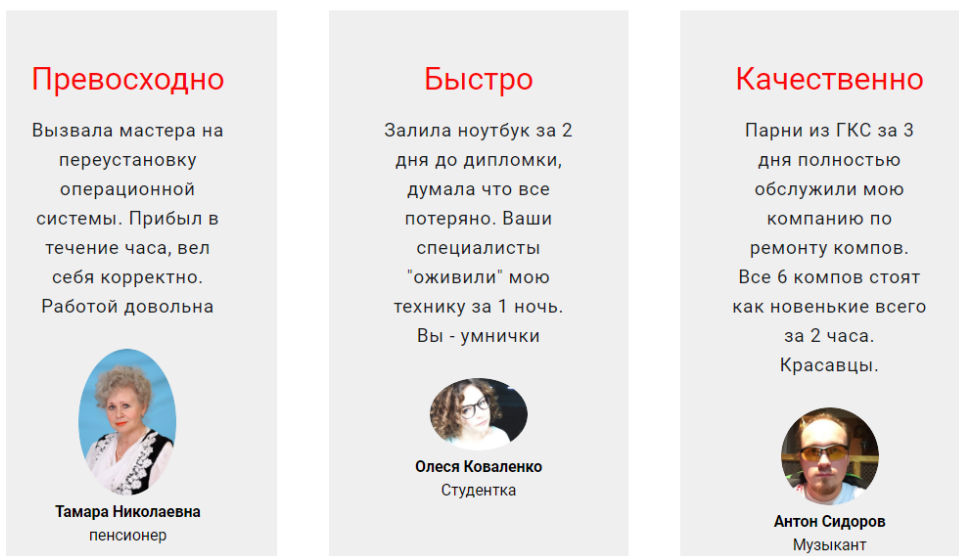 Превосходно
Вызвала мастера на
переустановку
операционной
системы. Прибыл в
течение часа, вел
себя корректно.
Работой довольна
Тамара Николаевна
пенсионер
Быстро
Залила ноутбук за 2
дня до дипломки,
думала что все
потеряно. Ваши
специалисты
"оживили" мою
технику за 1 ночь.
Вы - умнички
Олеся Коваленко
Студентка
Качественно
Парни из ГКС за 3
дня полностью
обслужили мою
компанию по
ремонту компов.
Все 6 компов стоят
как новенькие всего
за 2 часа.
Красавцы.
Антон Сидоров
Музыкант